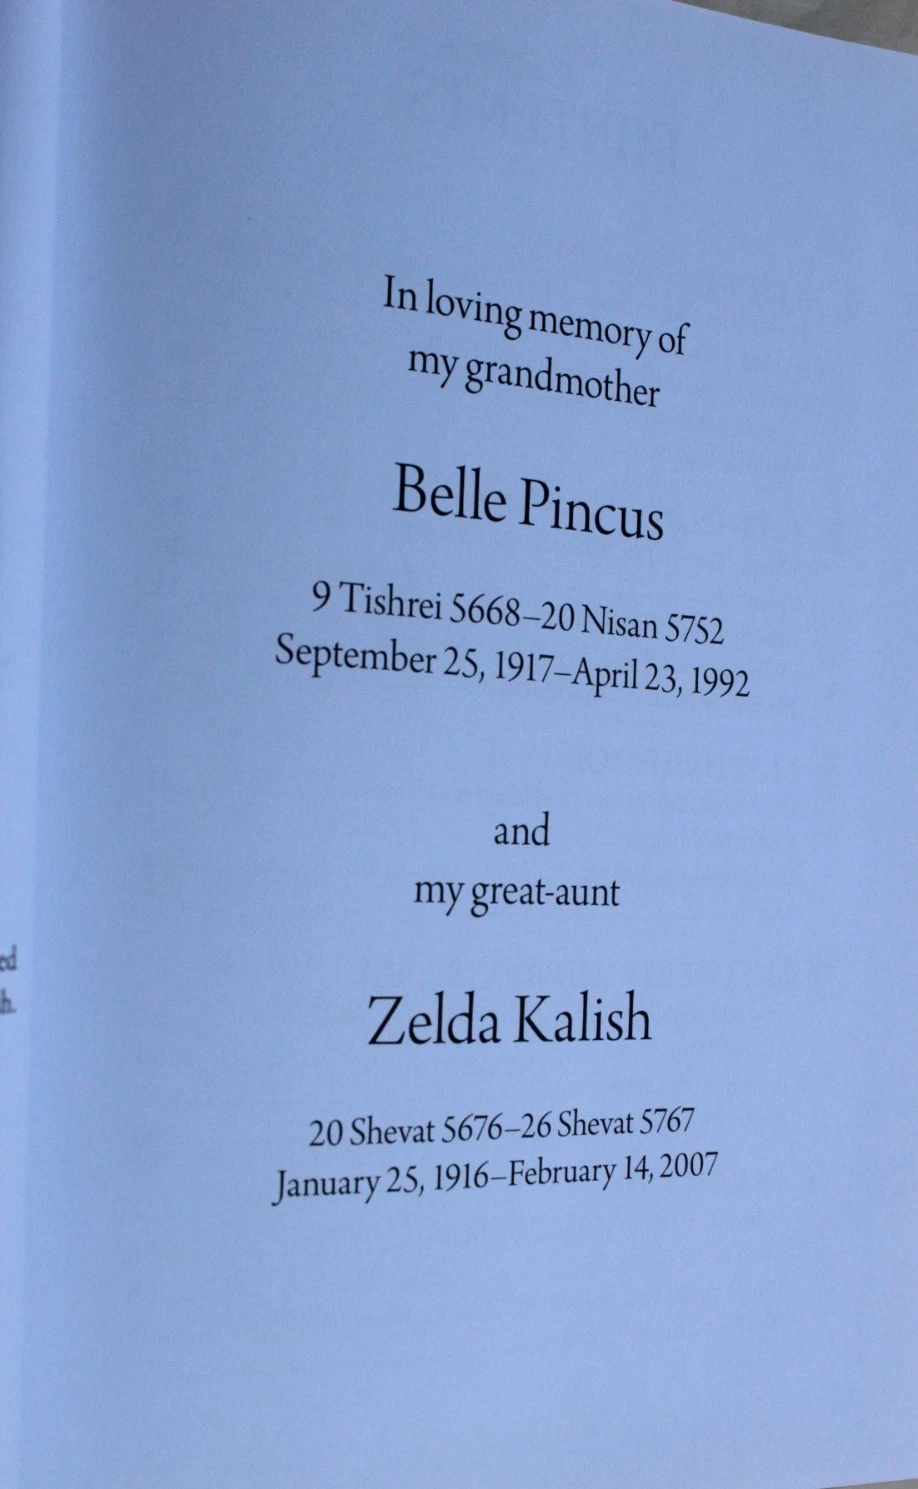 In loving memory of
my grandmother
Belle Pincus
9 Tishrei 5668–20 Nisan 5752
September 25, 1917–April 23, 1992
and
my great-aunt
Zelda Kalish
20 Shevat 5676–26 Shevat 5767
January 25, 1916–February 14, 2007